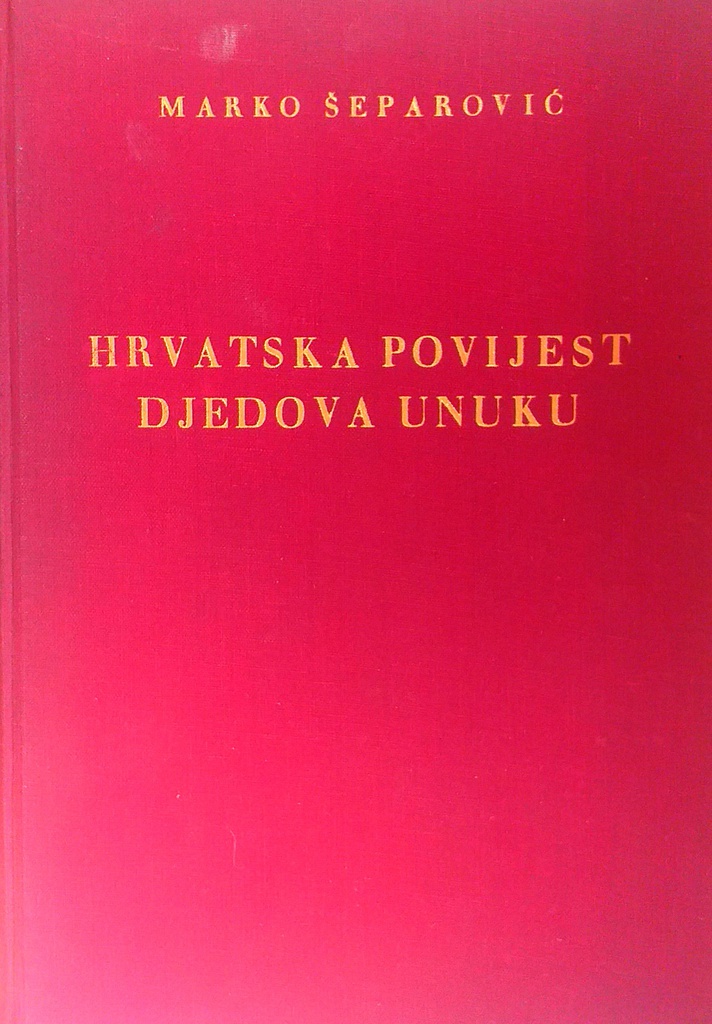 MARKO ŠEPAROVIĆ
HRVATSKA POVIJEST
DJEDOVA UNUKU